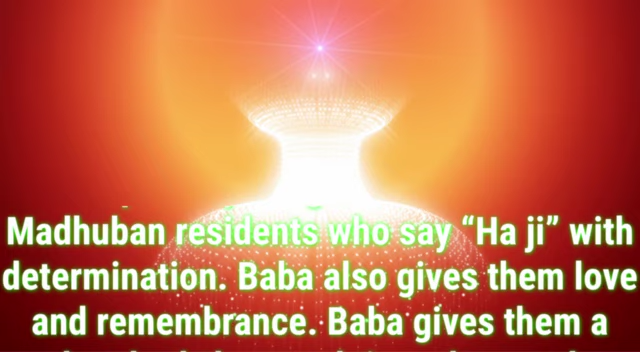 Madhuban residents who say “Ha ji” with
determination. Baba also gives them love
and remembrance. Baba gives them a